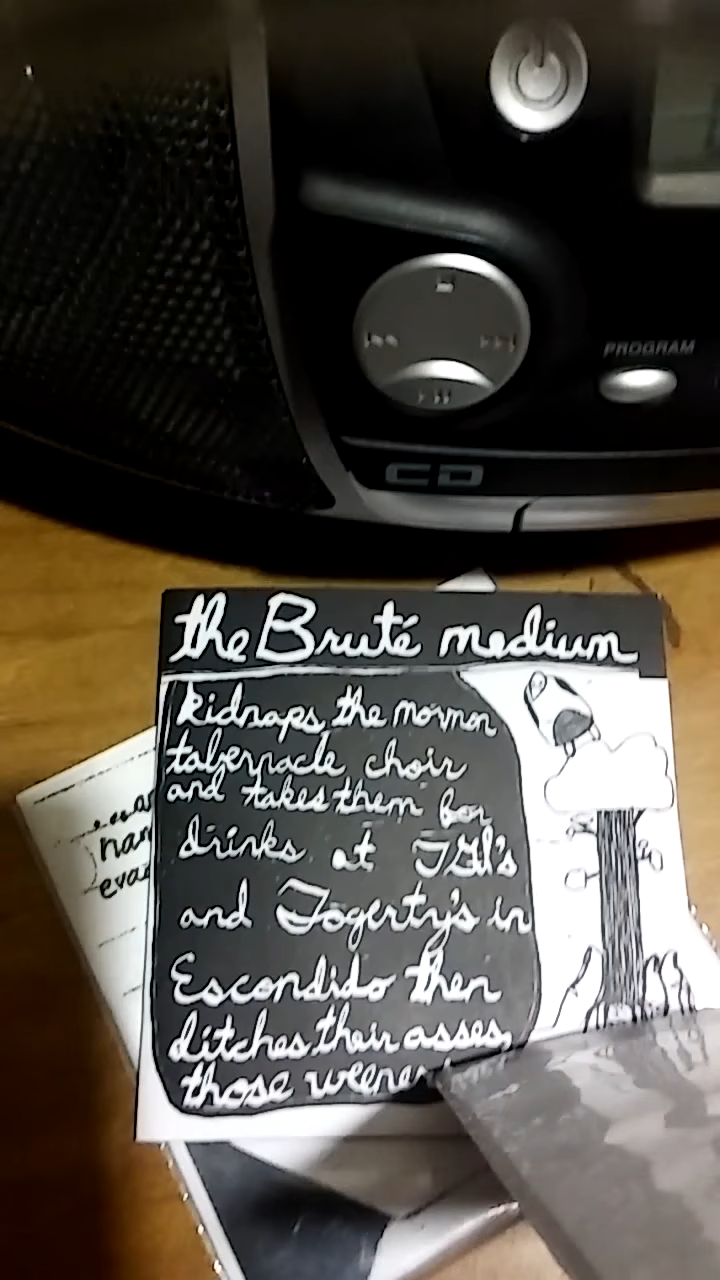 PROGRAM
CD
the Bruté medium
kidnaps the mormon
tabernacle choir
and takes them for
drinks at TGI's
and Fogerty's in
Escondido then
ditches their asses,
those